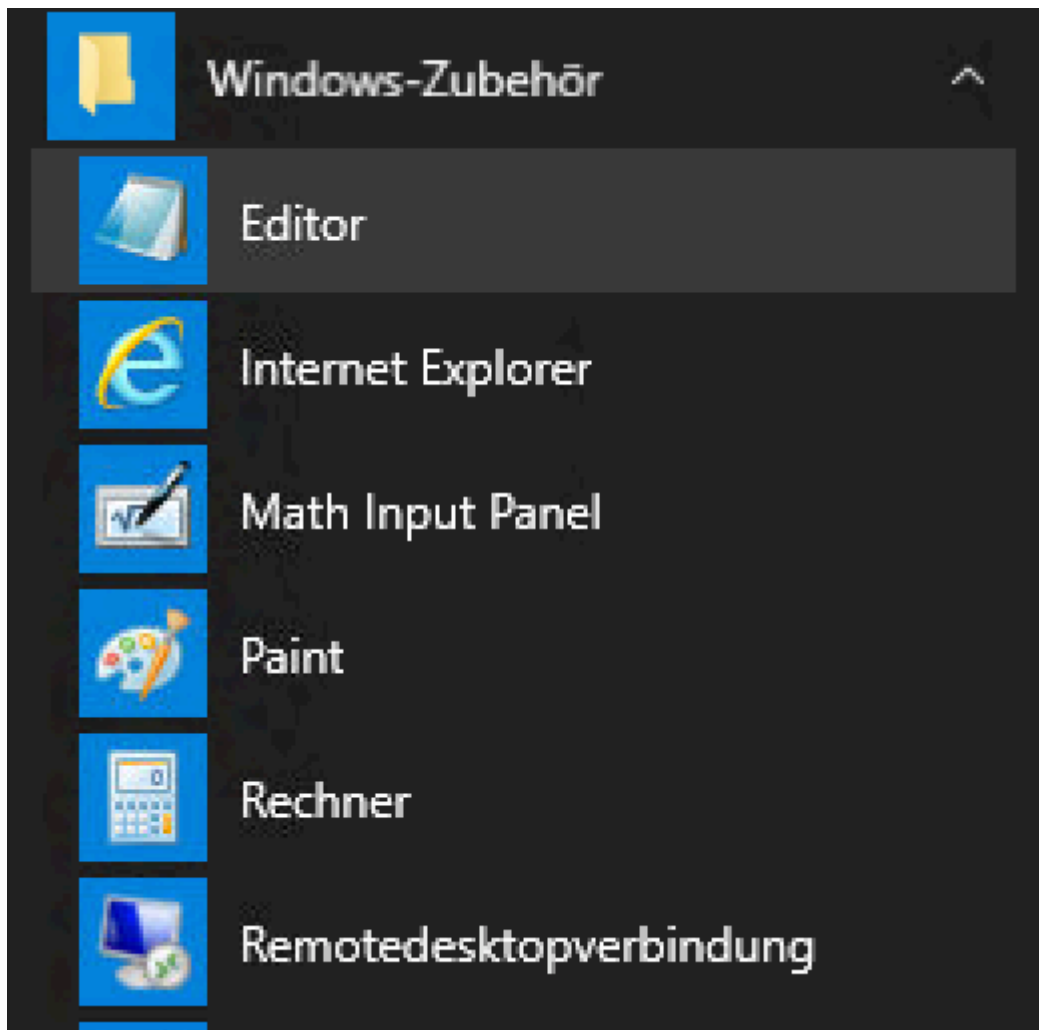 Windows-Zubehör
Editor
Internet Explorer
Math Input Panel
Paint
Rechner
Remotedesktopverbindung